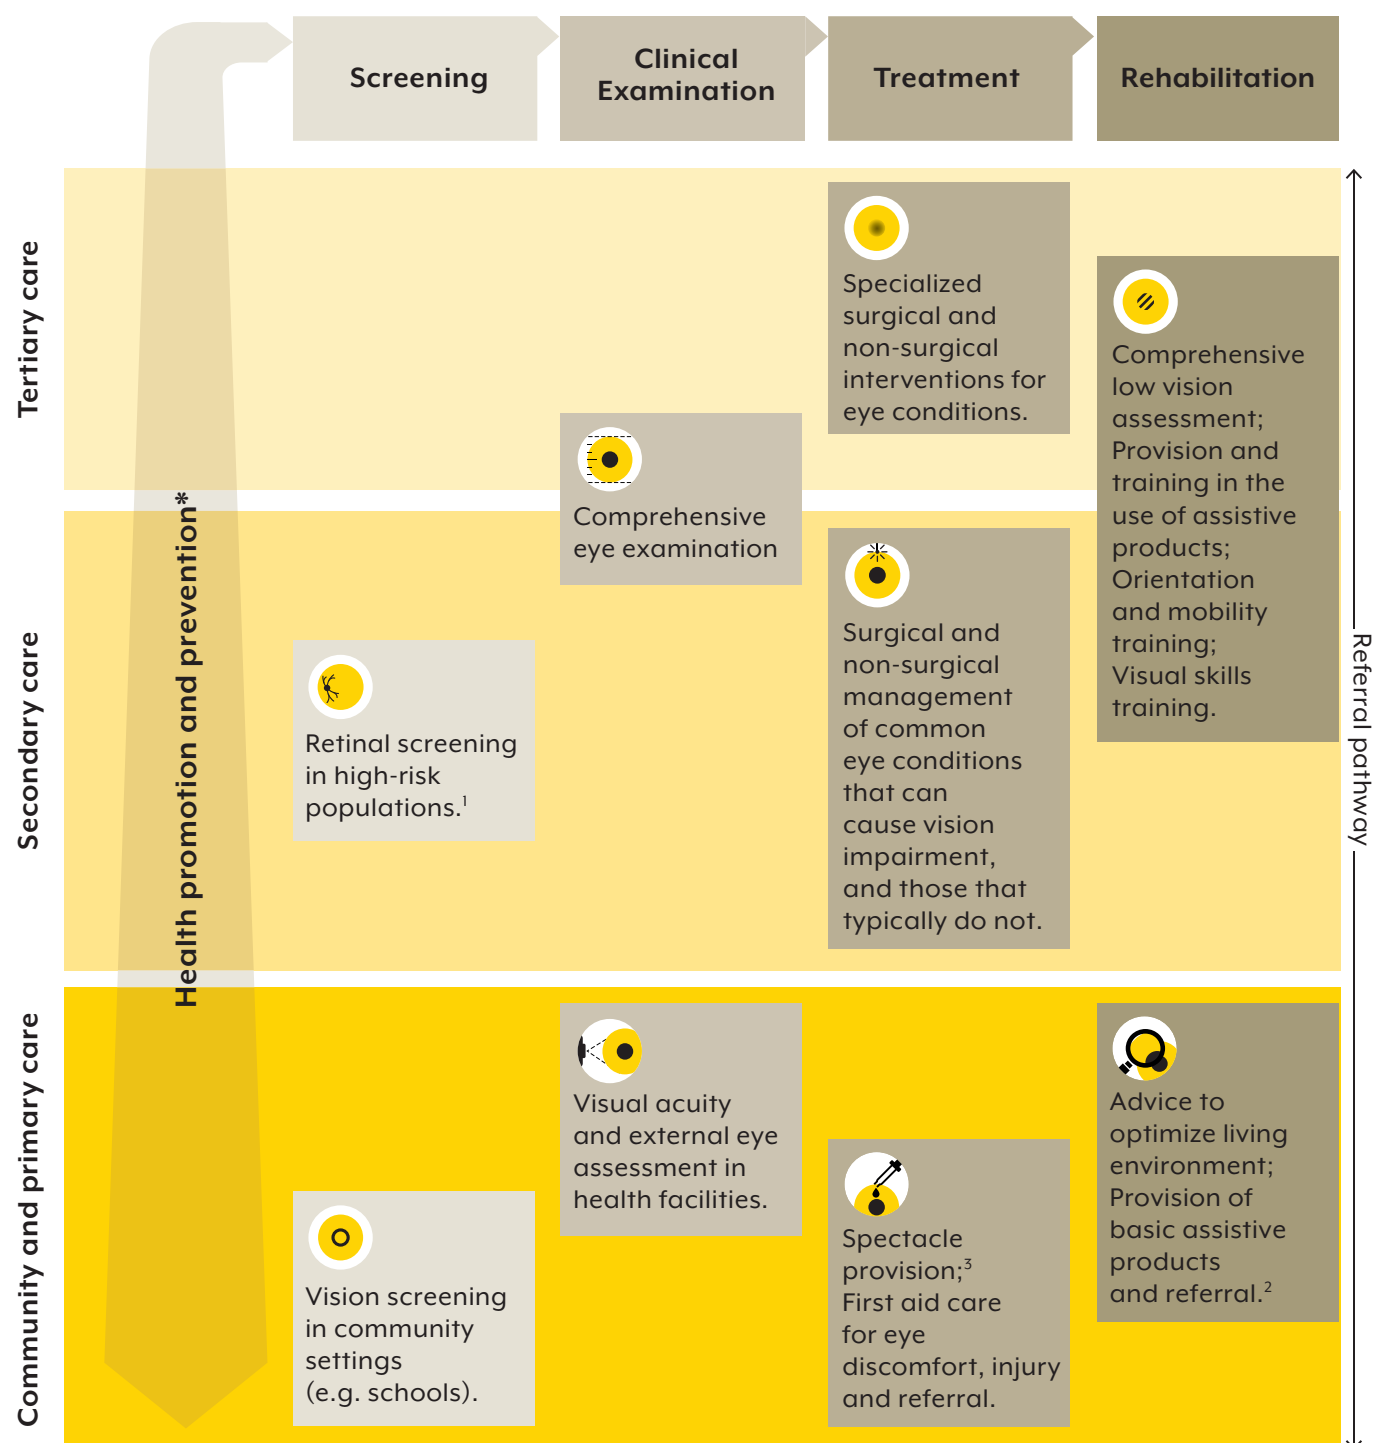 Screening
Clinical
Examination
Treatment
Rehabilitation
Tertiary care
Secondary care
Community and primary care
Health promotion and prevention*
Referral pathway
Specialized
surgical and
non-surgical
interventions for
eye conditions.
Comprehensive
low vision
assessment;
Provision and
training in the
use of assistive
products;
Orientation
and mobility
training;
Visual skills
training.
Comprehensive
eye examination
Surgical and
non-surgical
management
of common
eye conditions
that can
cause vision
impairment,
and those that
typically do not.
Retinal screening
in high-risk
populations.¹
Visual acuity
and external eye
assessment in
health facilities.
Advice to
optimize living
environment;
Provision of
basic assistive
products
and referral.²
Spectacle
provision;³
First aid care
for eye
discomfort, injury
and referral.
Vision screening
in community
settings
(e.g. schools).